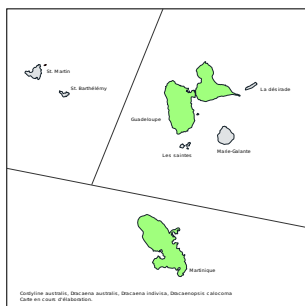 St. Martin
St. Barthélémy
La désirade
Guadeloupe
Les saintes
Marie-Galante
Martinique
Cordyline australis, Dracaena australis, Dracaena indivisa, Dracaenopsis calocoma
Carte en cours d'élaboration.